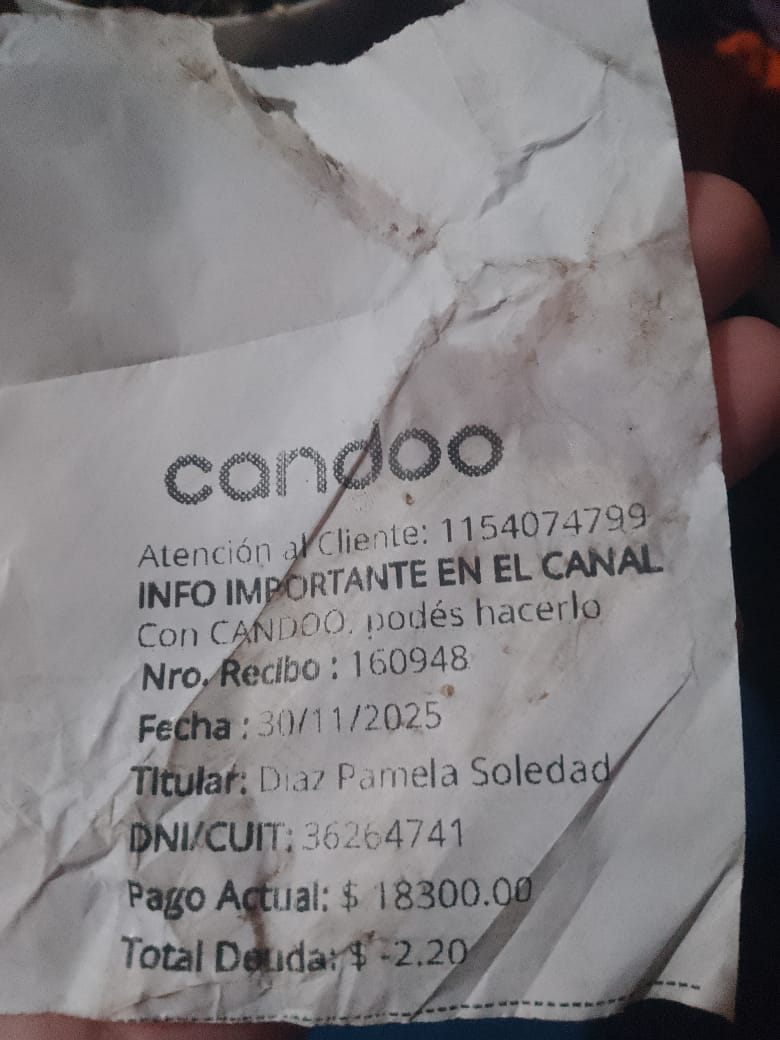 candoo
Atención al Cliente: 1154074799
INFO IMPORTANTE EN EL CANAL
Con CANDOO, podés hacerlo
Nro. Recibo : 160948
Fecha : 30/11/2025
Titular: Diaz Pamela Soledad
DNI/CUIT: 36264741
Pago Actual: $ 18300.00
Total Deuda: $ -2.20